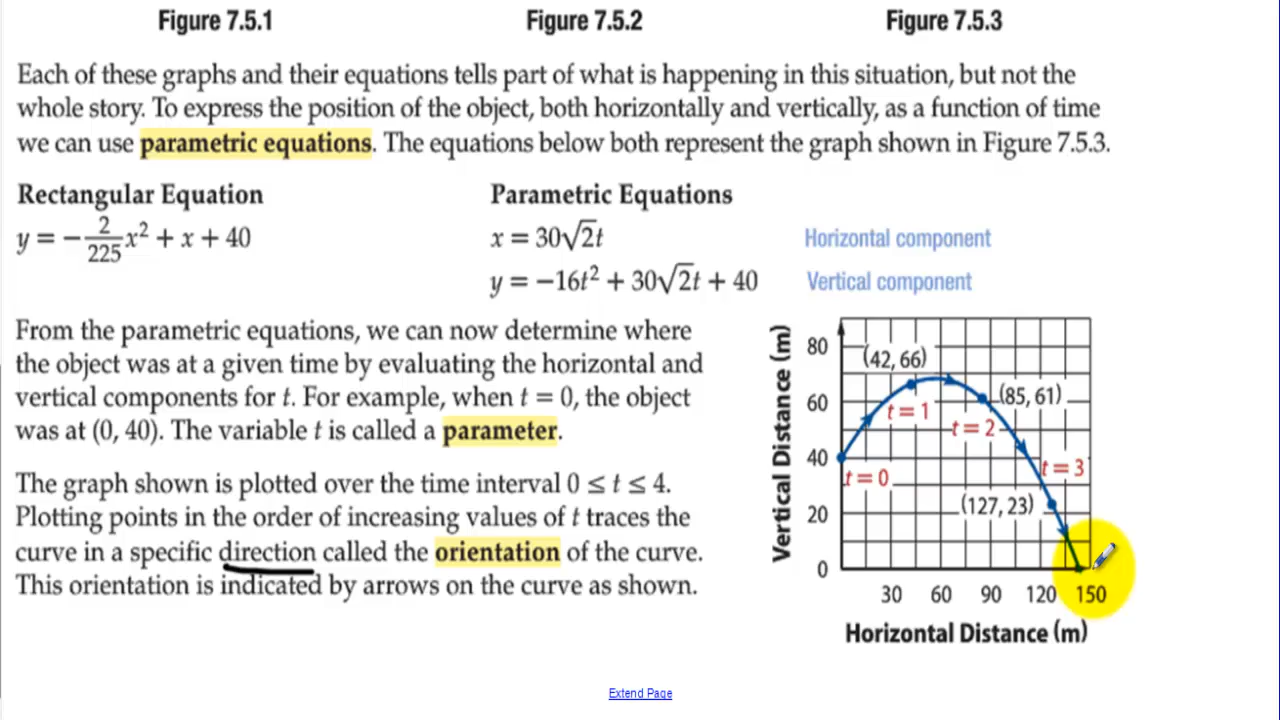 Figure 7.5.1 Figure 7.5.2 Figure 7.5.3
Each of these graphs and their equations tells part of what is happening in this situation, but not the
whole story. To express the position of the object, both horizontally and vertically, as a function of time
we can use parametric equations. The equations below both represent the graph shown in Figure 7.5.3.
Rectangular Equation Parametric Equations
y = −2/225x² + x + 40 x = 30√2t Horizontal component
y = −16t² + 30√2t + 40 Vertical component
From the parametric equations, we can now determine where
the object was at a given time by evaluating the horizontal and
vertical components for t. For example, when t = 0, the object
was at (0, 40). The variable t is called a parameter.
The graph shown is plotted over the time interval 0 ≤ t ≤ 4.
Plotting points in the order of increasing values of t traces the
curve in a specific direction called the orientation of the curve.
This orientation is indicated by arrows on the curve as shown.
Vertical Distance (m)
80
60
40
20
0
(42, 66)
(85, 61)
t = 1
t = 2
t = 3
t = 0
(127, 23)
30 60 90 120 150
Horizontal Distance (m)
Extend Page